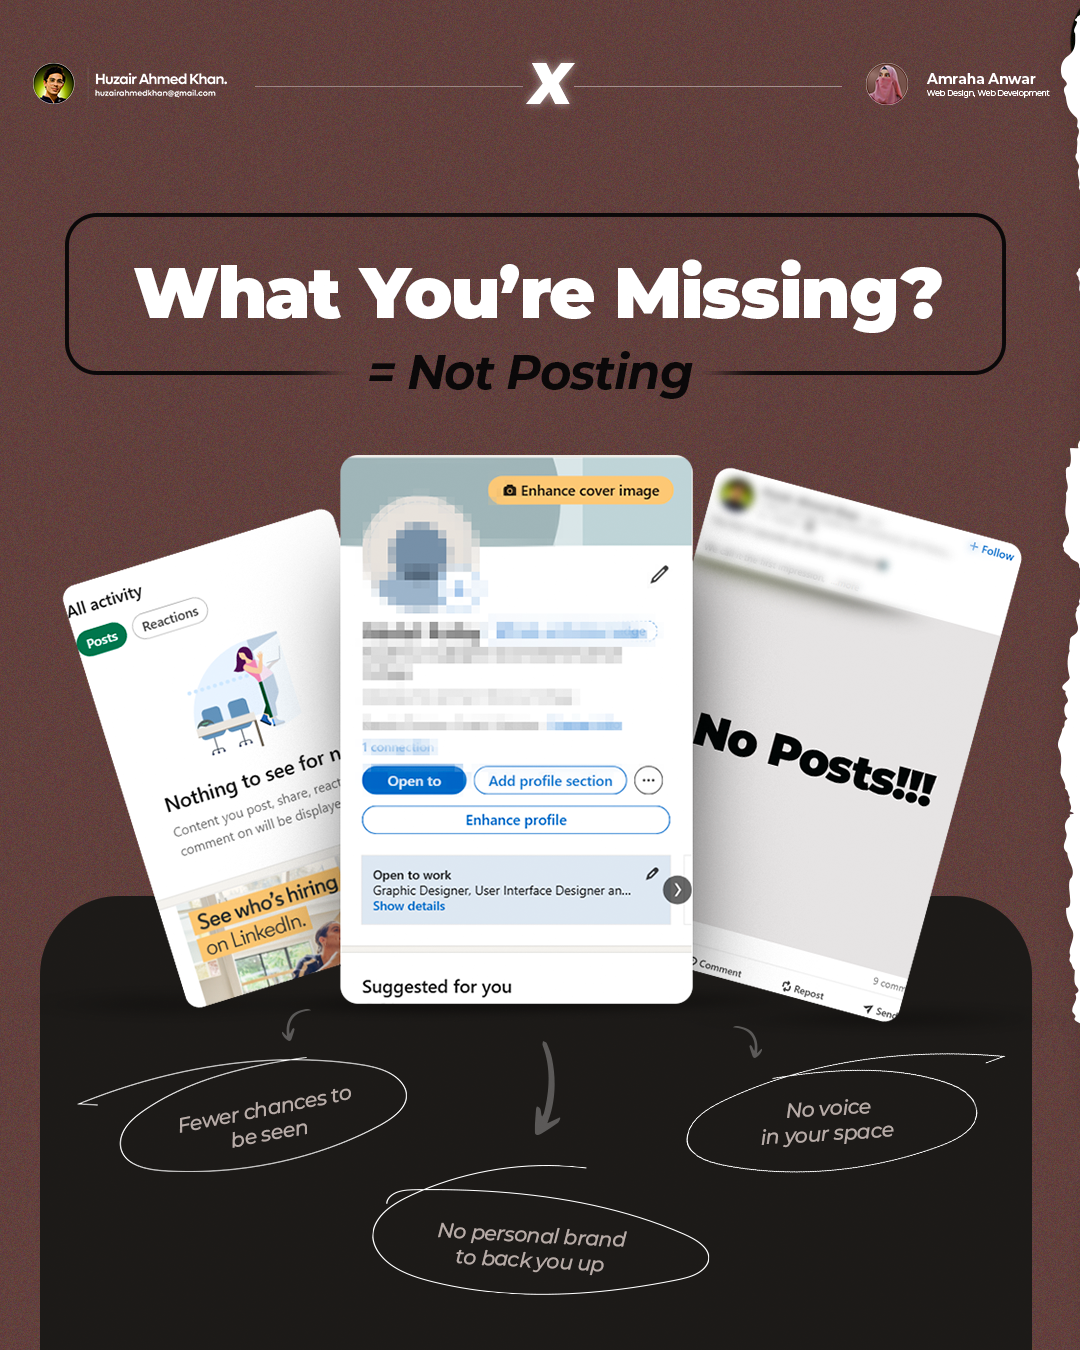 Huzair Ahmed Khan.
huzairahmedkhan@gmail.com
X
Amraha Anwar
Web Design, Web Development
What You're Missing?
= Not Posting
All activity
Posts
Reactions
Nothing to see for n
Content you post, share, react
comment on will be displaye
See who's hiring
on LinkedIn.
Enhance cover image
1 connection
Open to
Add profile section
Enhance profile
Open to work
Graphic Designer, User Interface Designer an...
Show details
Suggested for you
+ Follow
No Posts!!!
9 comm
Comment
Repost
Send
Fewer chances to
be seen
No voice
in your space
No personal brand
to back you up